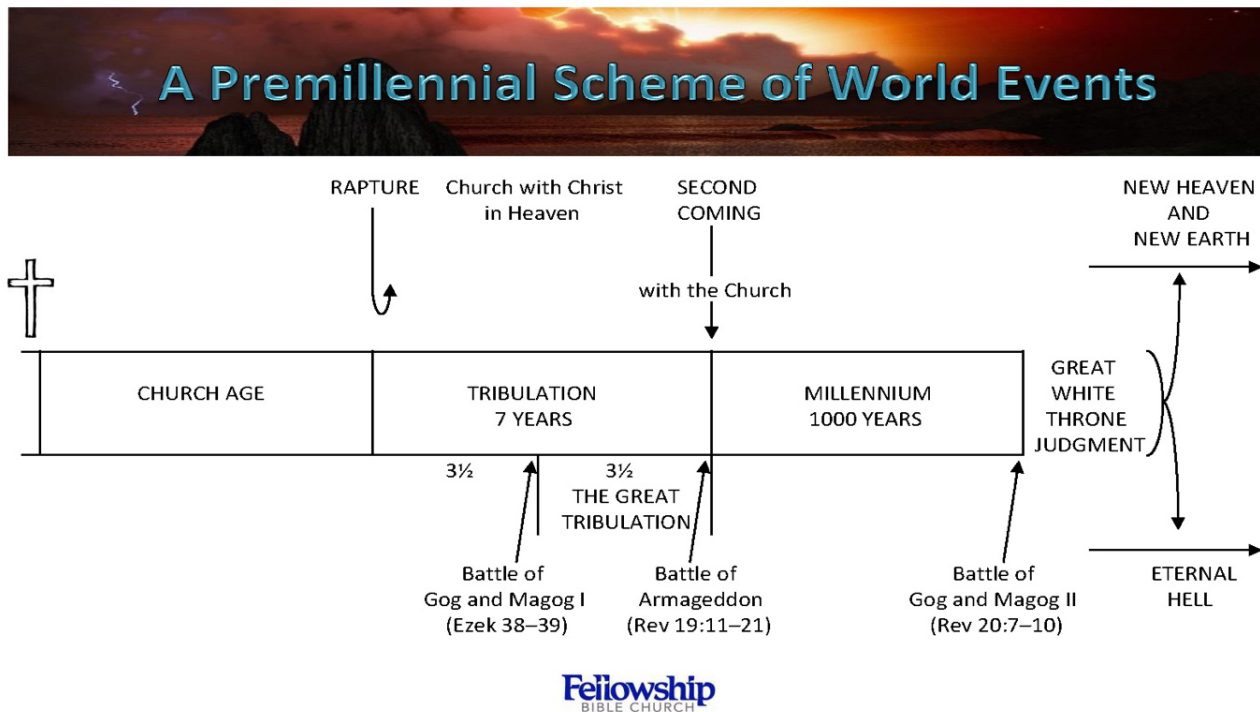 A Premillennial Scheme of World Events
RAPTURE
Church with Christ
in Heaven
SECOND
COMING
with the Church
NEW HEAVEN
AND
NEW EARTH
CHURCH AGE
TRIBULATION
7 YEARS
MILLENNIUM
1000 YEARS
GREAT
WHITE
THRONE
JUDGMENT
3½
3½
THE GREAT
TRIBULATION
Battle of
Gog and Magog I
(Ezek 38–39)
Battle of
Armageddon
(Rev 19:11–21)
Battle of
Gog and Magog II
(Rev 20:7–10)
ETERNAL
HELL
Fellowship
BIBLE CHURCH